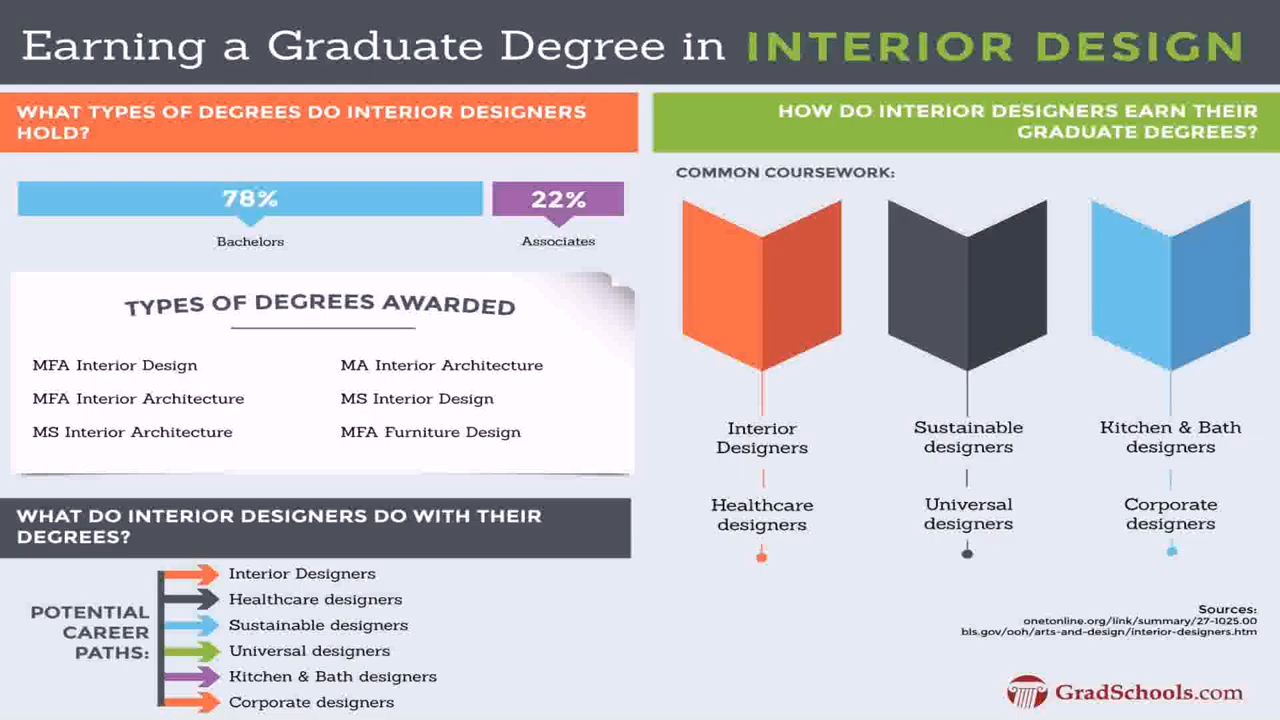 Earning a Graduate Degree in INTERIOR DESIGN
WHAT TYPES OF DEGREES DO INTERIOR DESIGNERS
HOLD?
78%
22%
Bachelors
Associates
TYPES OF DEGREES AWARDED
MFA Interior Design
MA Interior Architecture
MFA Interior Architecture
MS Interior Design
MS Interior Architecture
MFA Furniture Design
WHAT DO INTERIOR DESIGNERS DO WITH THEIR
DEGREES?
POTENTIAL
CAREER
PATHS:
Interior Designers
Healthcare designers
Sustainable designers
Universal designers
Kitchen & Bath designers
Corporate designers
HOW DO INTERIOR DESIGNERS EARN THEIR
GRADUATE DEGREES?
COMMON COURSEWORK:
Interior
Designers
Healthcare
designers
Sustainable
designers
Universal
designers
Kitchen & Bath
designers
Corporate
designers
Sources:
onetonline.org/link/summary/27-1025.00
bls.gov/ooh/arts-and-design/interior-designers.htm
GradSchools.com